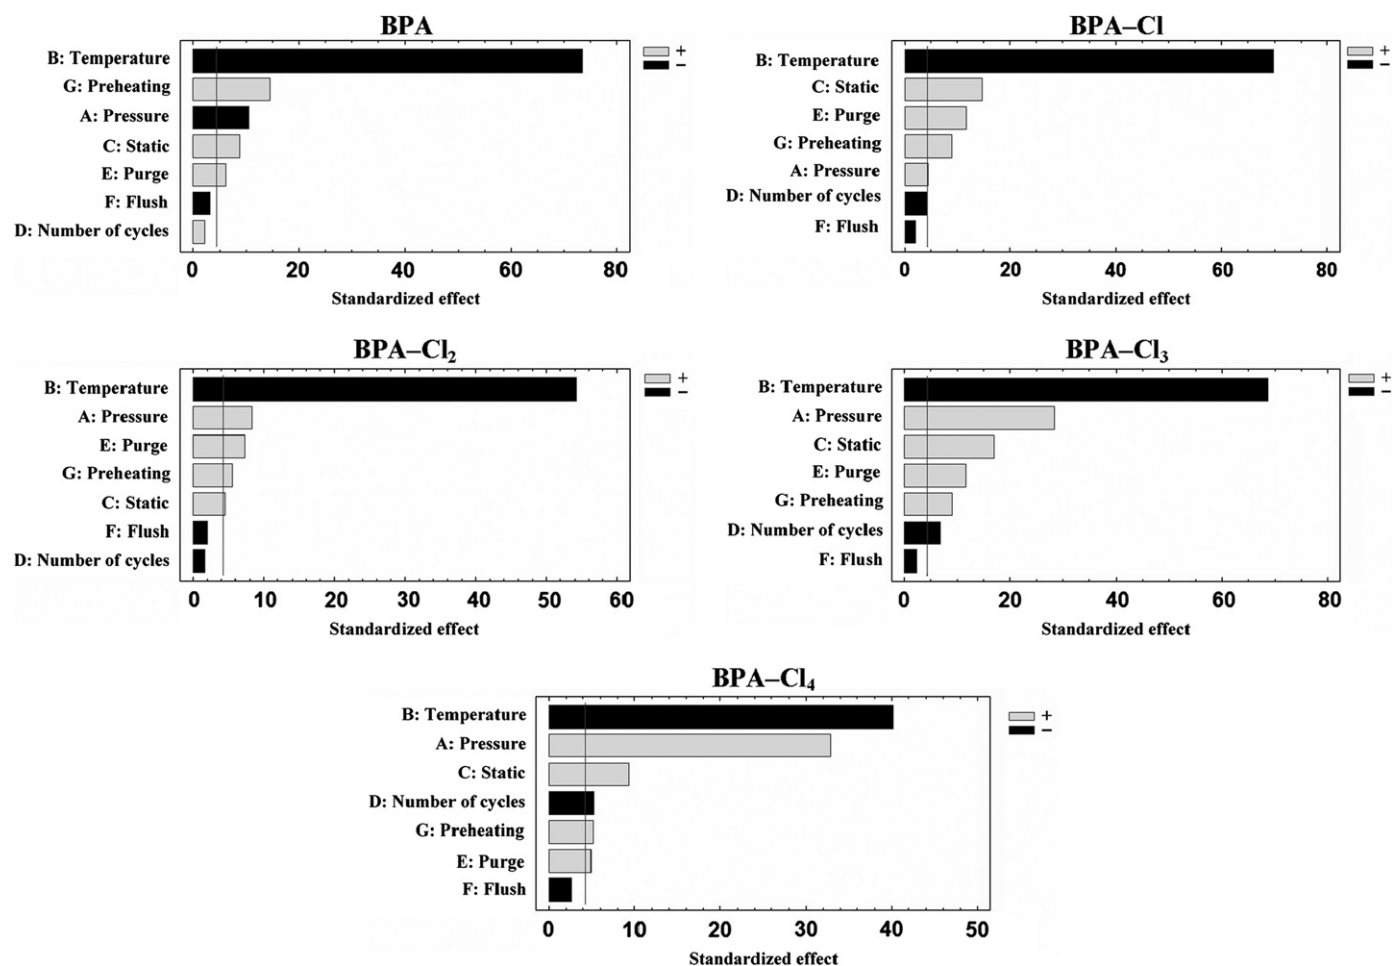 BPA
B: Temperature
G: Preheating
A: Pressure
C: Static
E: Purge
F: Flush
D: Number of cycles
+
−
0 20 40 60 80
Standardized effect
BPA–Cl
B: Temperature
C: Static
E: Purge
G: Preheating
A: Pressure
D: Number of cycles
F: Flush
+
−
0 20 40 60 80
Standardized effect
BPA–Cl₂
B: Temperature
A: Pressure
E: Purge
G: Preheating
C: Static
F: Flush
D: Number of cycles
+
−
0 10 20 30 40 50 60
Standardized effect
BPA–Cl₃
B: Temperature
A: Pressure
C: Static
E: Purge
G: Preheating
D: Number of cycles
F: Flush
+
−
0 20 40 60 80
Standardized effect
BPA–Cl₄
B: Temperature
A: Pressure
C: Static
D: Number of cycles
G: Preheating
E: Purge
F: Flush
+
−
0 10 20 30 40 50
Standardized effect